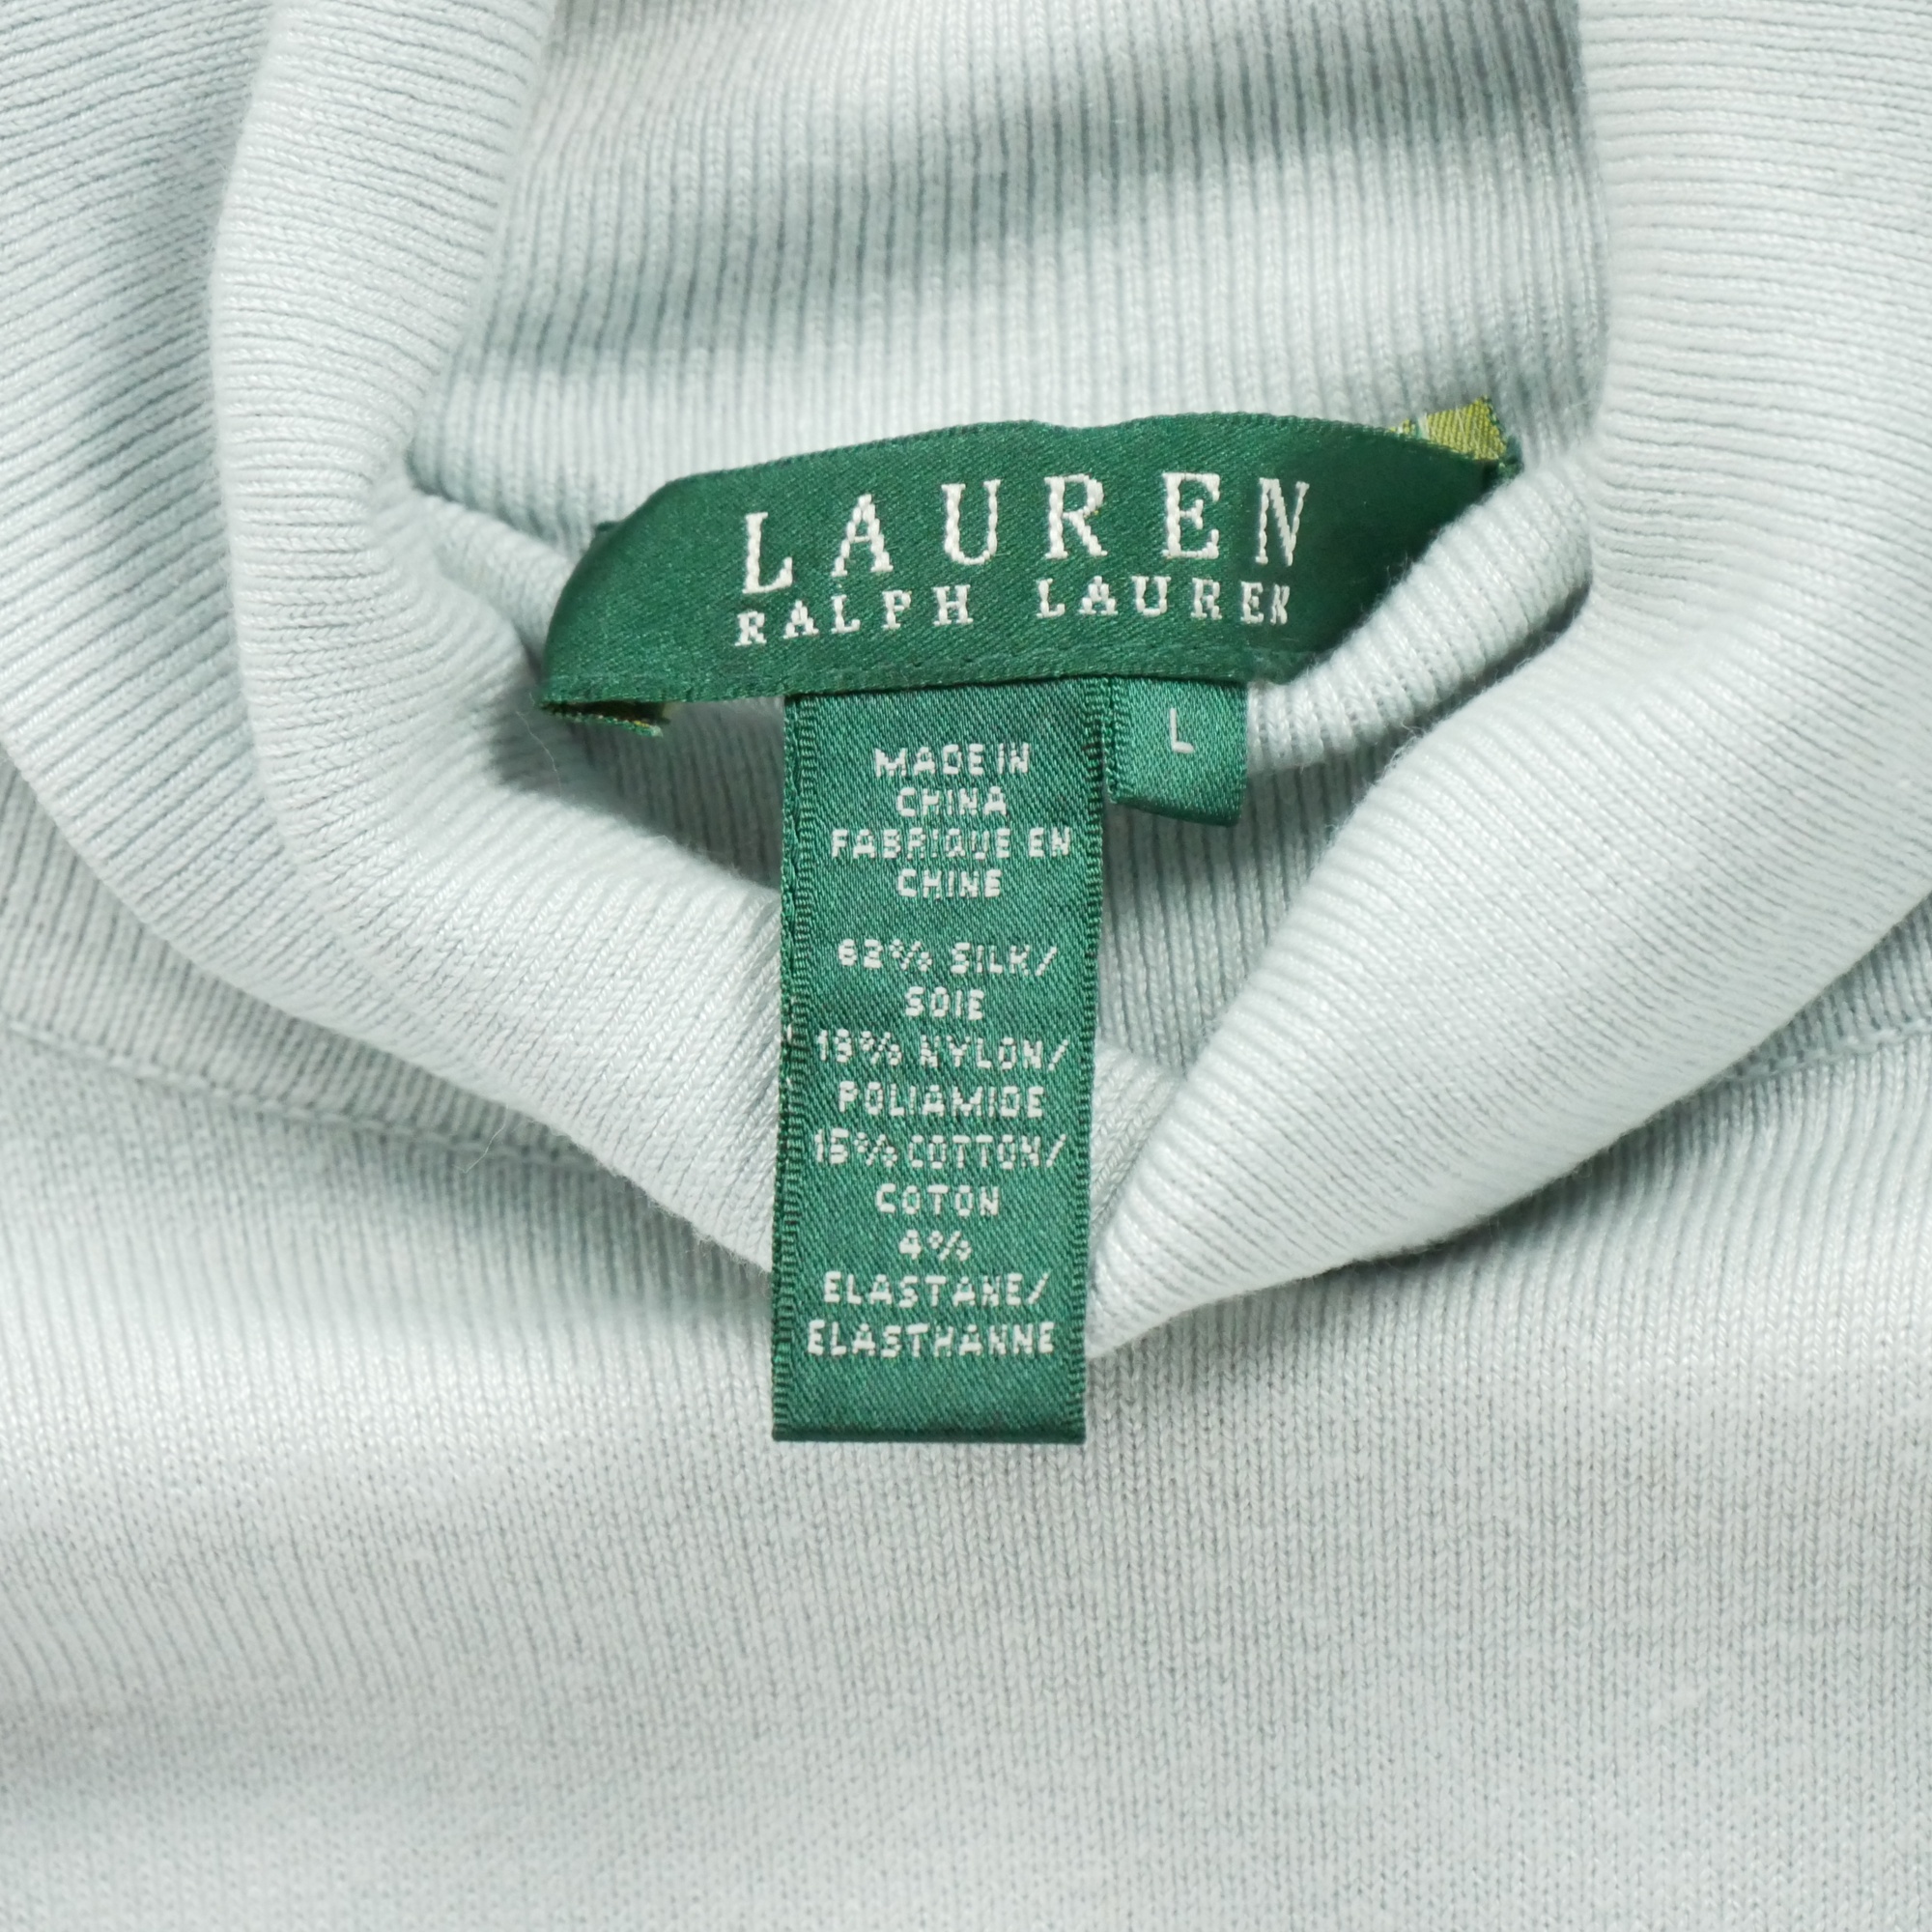 LAUREN
RALPH LAUREN
L
MADE IN
CHINA
FABRIQUE EN
CHINE
62% SILK/
SOIE
19% NYLON/
POLIAMIDE
15% COTTON/
COTON
4%
ELASTANE/
ELASTHANNE